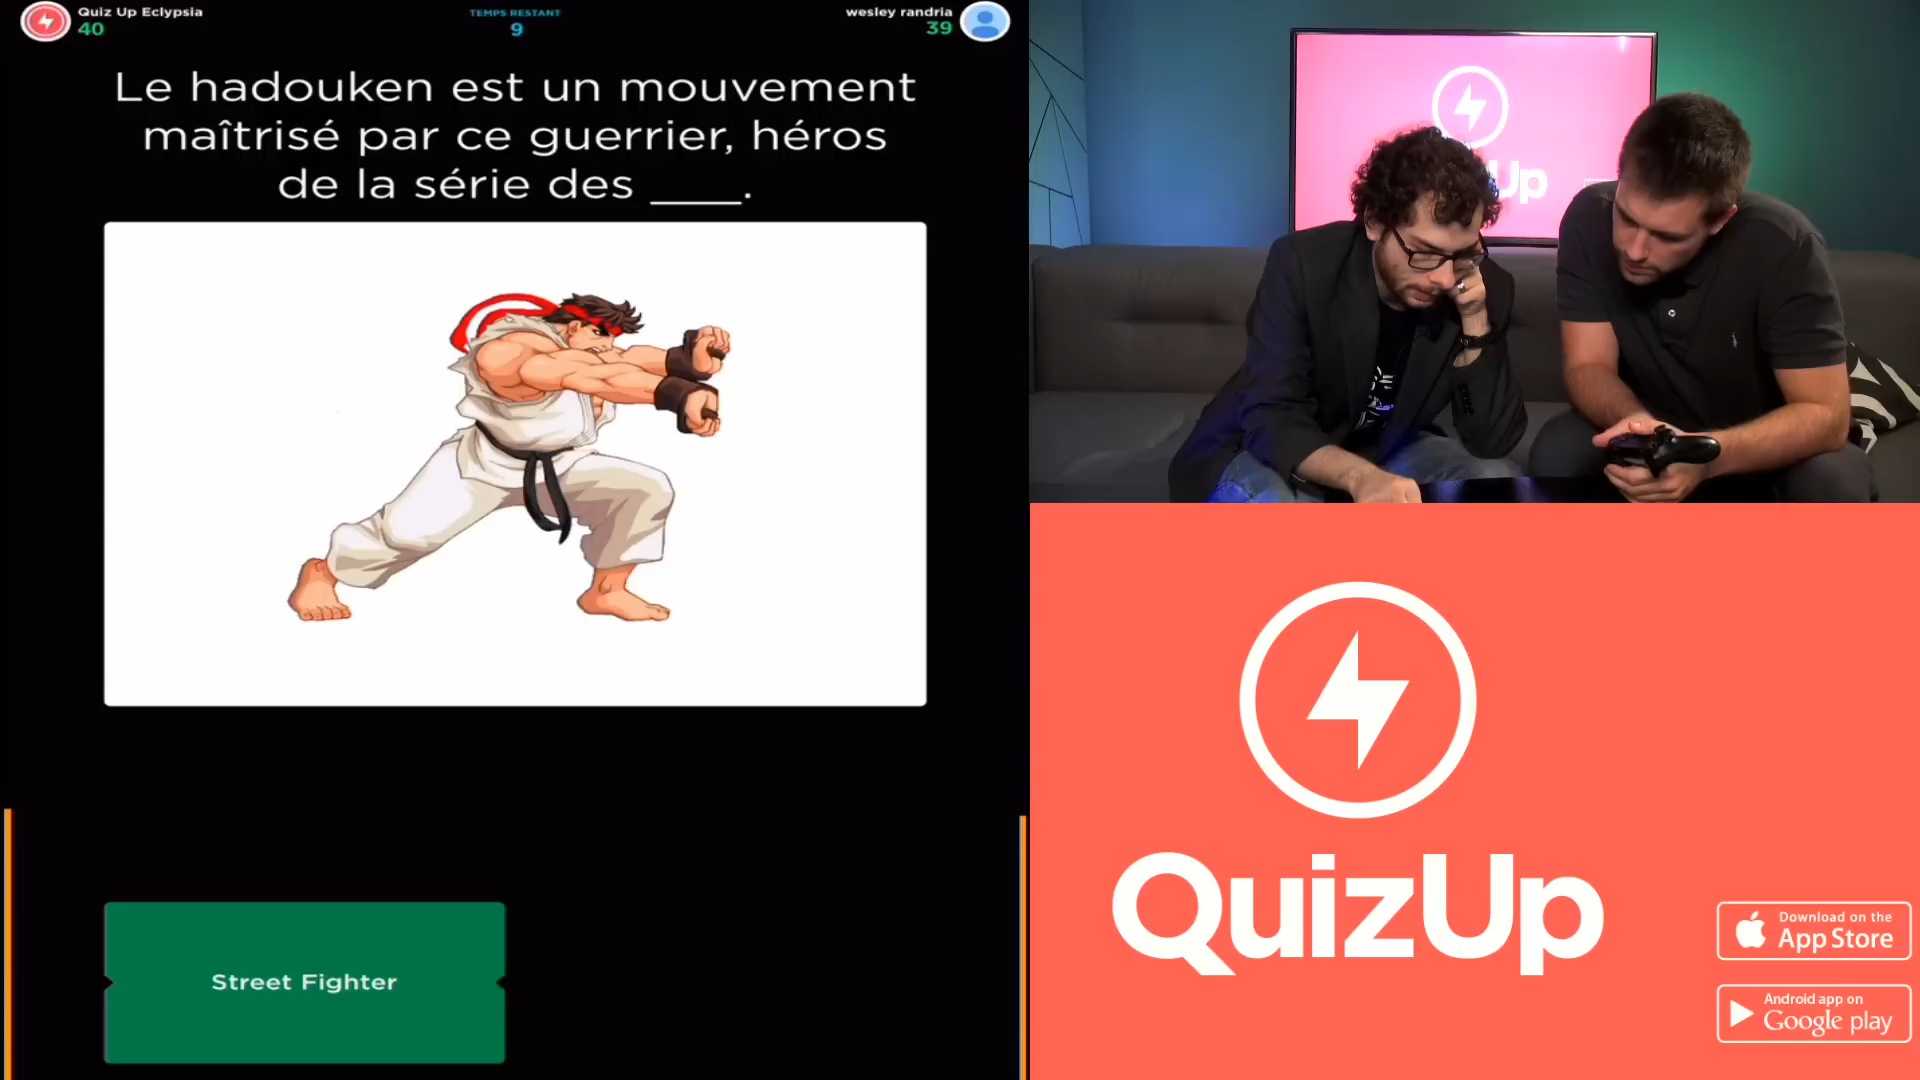 Quiz Up Eclypsia
40
TEMPS RESTANT
9
wesley randria
39
Le hadouken est un mouvement
maîtrisé par ce guerrier, héros
de la série des ____.
Street Fighter
Up
QuizUp
Download on the
App Store
Android app on
Google play